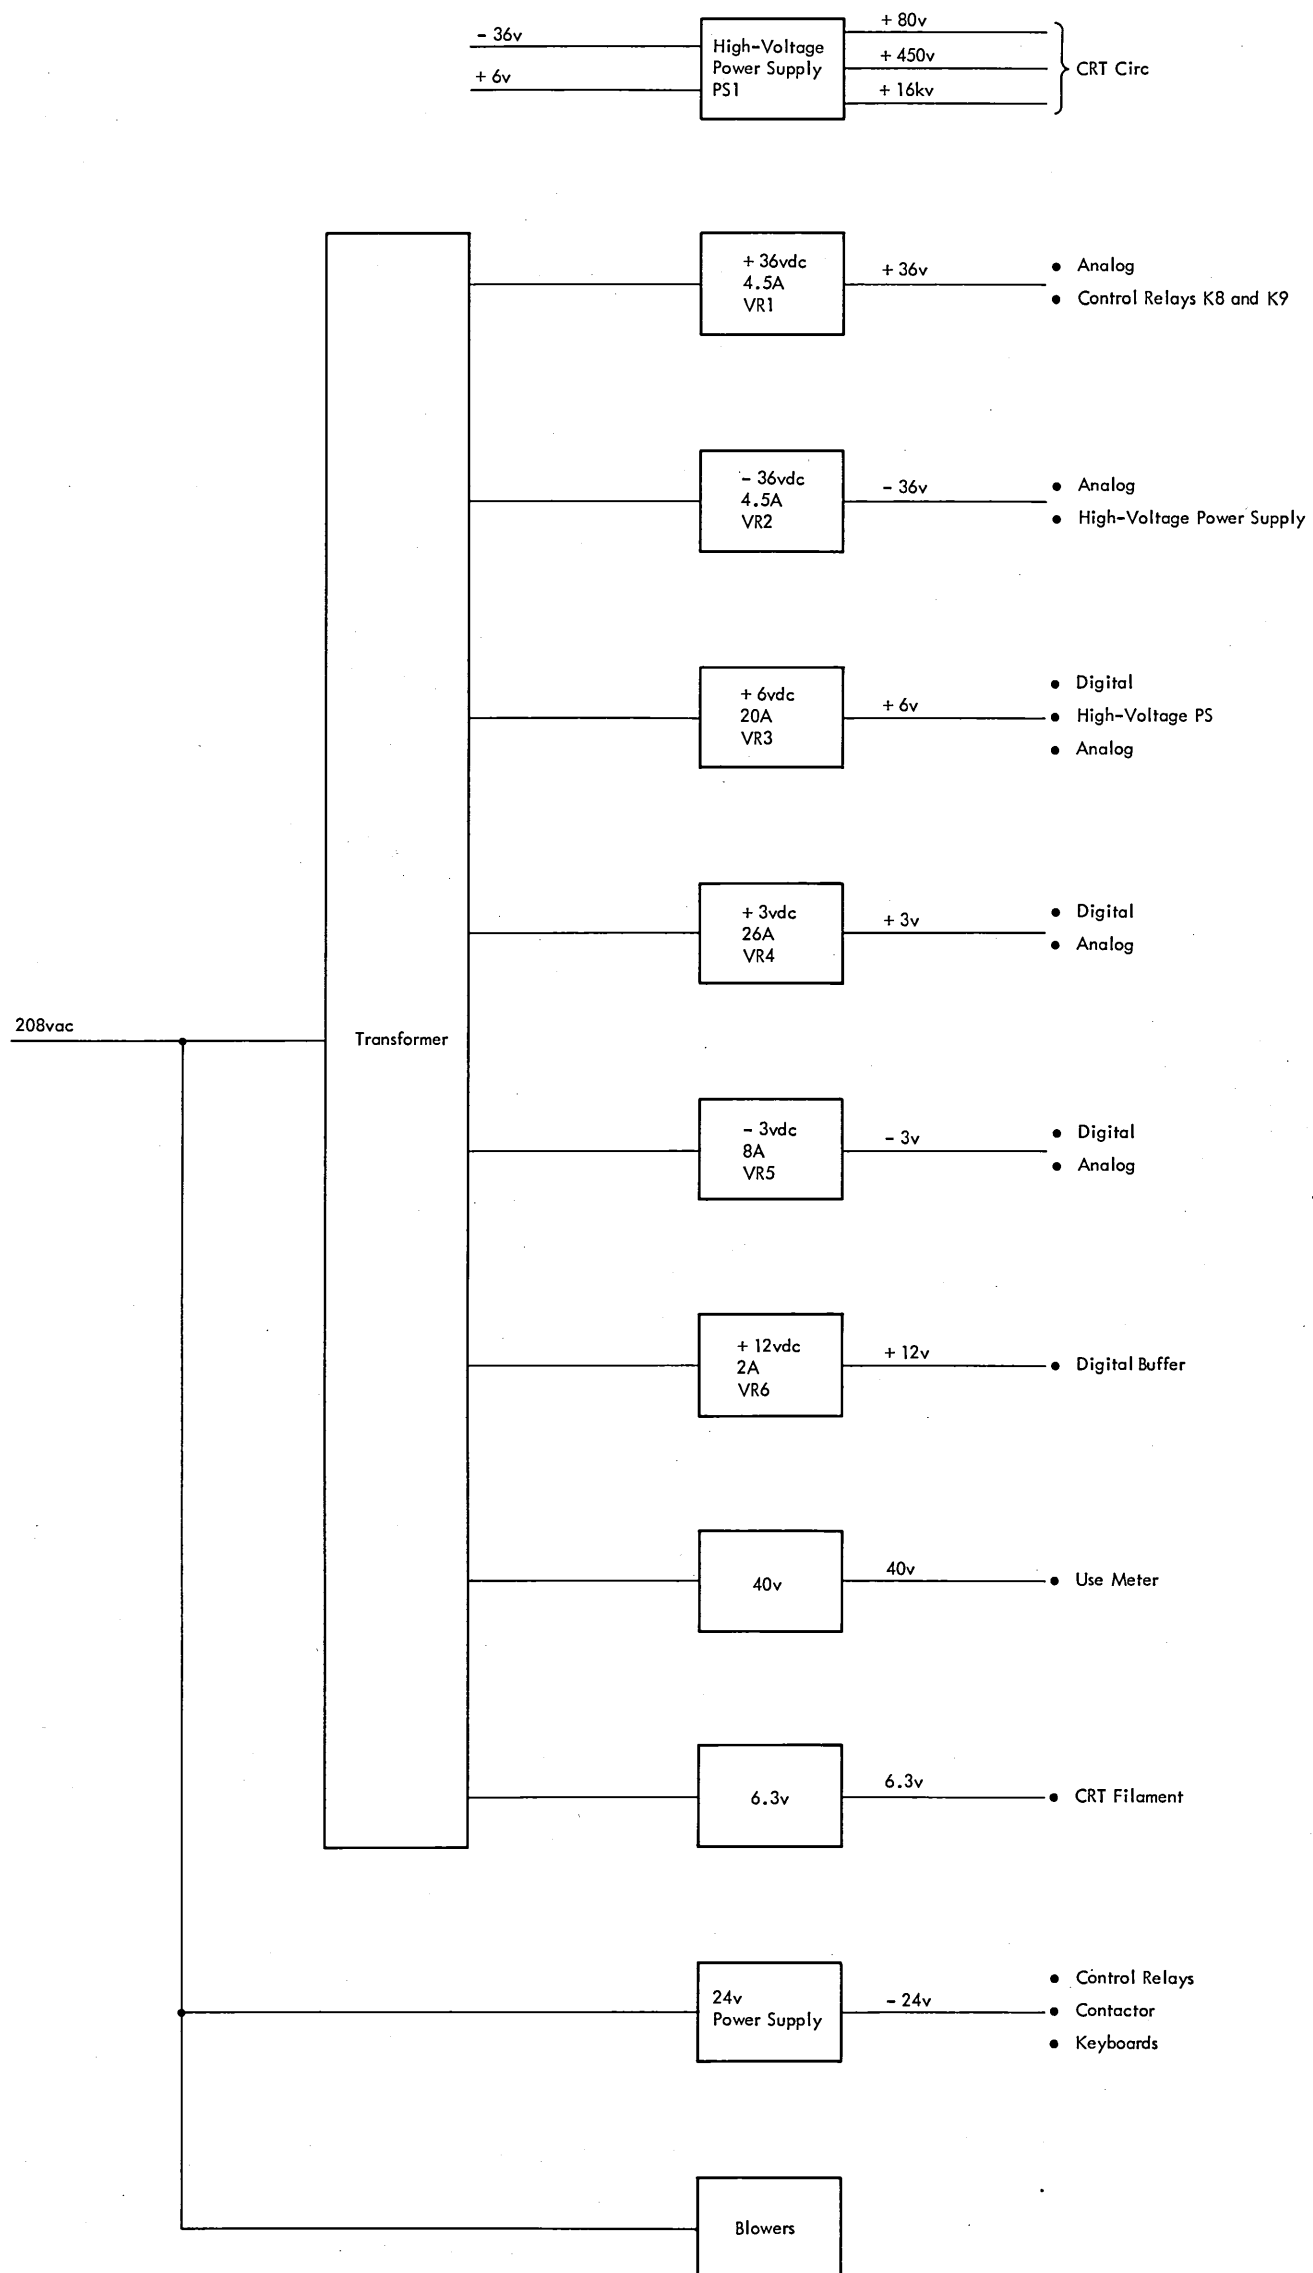 - 36v
+ 6v
High-Voltage
Power Supply
PS1
+ 80v
+ 450v
+ 16kv
CRT Circ
+ 36vdc
4.5A
VR1
+ 36v
• Analog
• Control Relays K8 and K9
- 36vdc
4.5A
VR2
- 36v
• Analog
• High-Voltage Power Supply
+ 6vdc
20A
VR3
+ 6v
• Digital
• High-Voltage PS
• Analog
+ 3vdc
26A
VR4
+ 3v
• Digital
• Analog
208vac
Transformer
- 3vdc
8A
VR5
- 3v
• Digital
• Analog
+ 12vdc
2A
VR6
+ 12v
• Digital Buffer
40v
40v
• Use Meter
6.3v
6.3v
• CRT Filament
24v
Power Supply
- 24v
• Control Relays
• Contactor
• Keyboards
Blowers